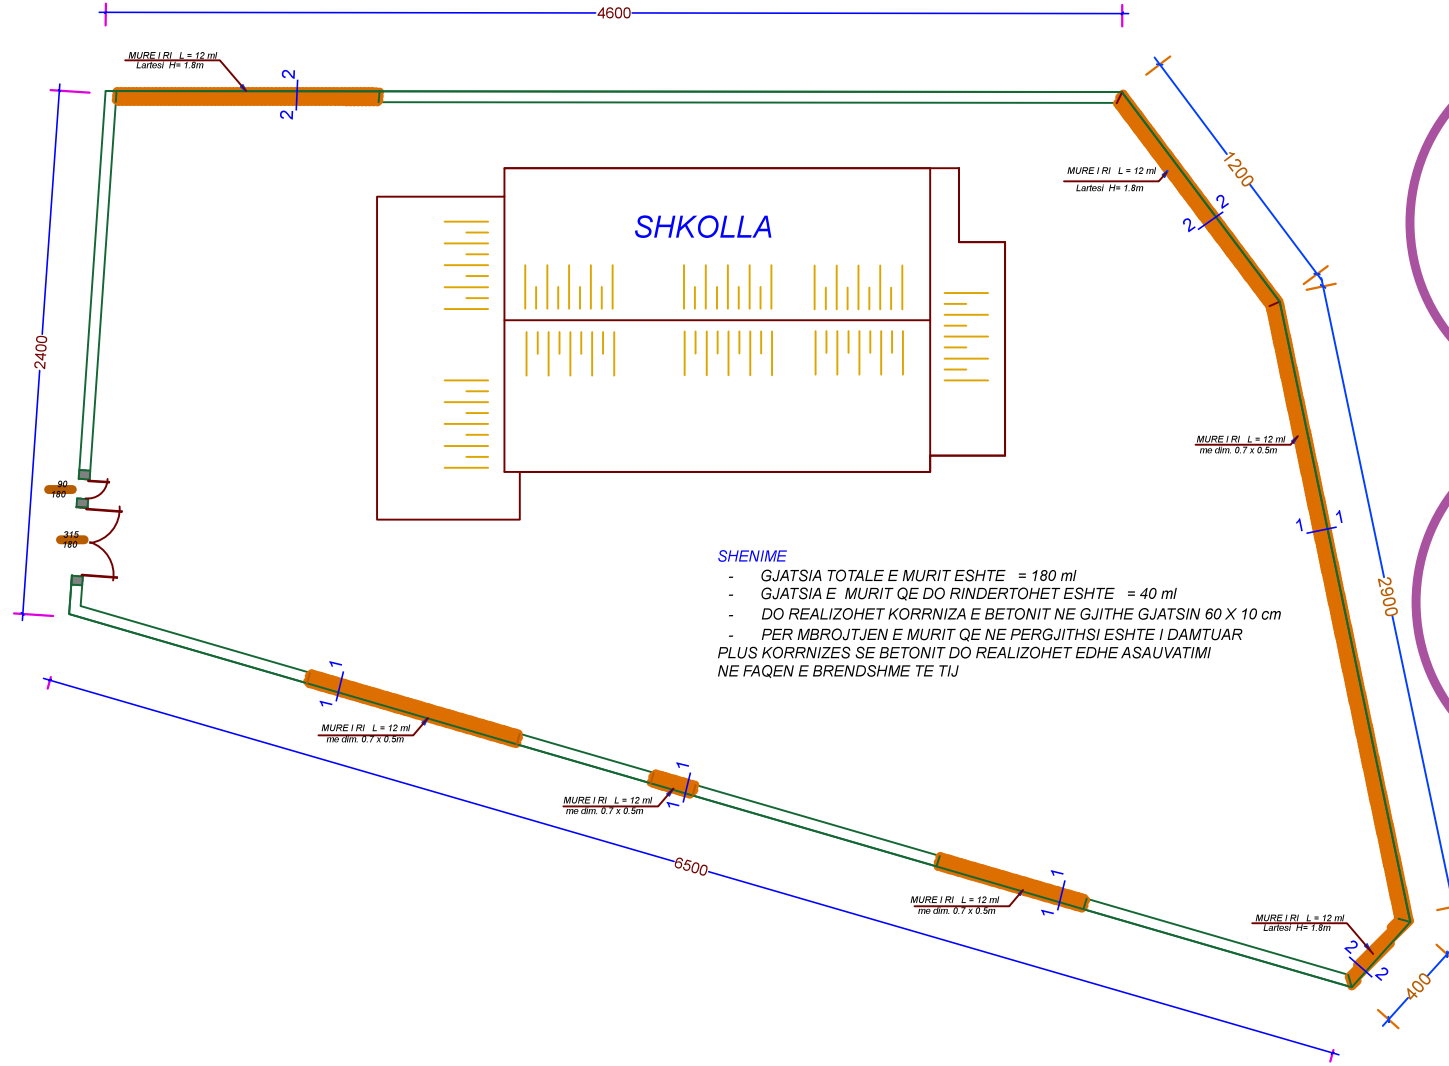 4600
MURE I RI L = 12 ml
Lartesi H= 1.8m
2
2
1200
MURE I RI L = 12 ml
Lartesi H= 1.8m
2
2
SHKOLLA
2400
MURE I RI L = 12 ml
me dim. 0.7 x 0.5m
90
180
315
180
1
1
SHENIME
- GJATSIA TOTALE E MURIT ESHTE = 180 ml
- GJATSIA E MURIT QE DO RINDERTOHET ESHTE = 40 ml
- DO REALIZOHET KORRNIZA E BETONIT NE GJITHE GJATSIN 60 X 10 cm
- PER MBROJTJEN E MURIT QE NE PERGJITHSI ESHTE I DAMTUAR
PLUS KORRNIZES SE BETONIT DO REALIZOHET EDHE ASAUVATIMI
NE FAQEN E BRENDSHME TE TIJ
2900
1
1
MURE I RI L = 12 ml
me dim. 0.7 x 0.5m
1
1
MURE I RI L = 12 ml
me dim. 0.7 x 0.5m
6500
1
1
MURE I RI L = 12 ml
me dim. 0.7 x 0.5m
MURE I RI L = 12 ml
Lartesi H= 1.8m
2
2
400